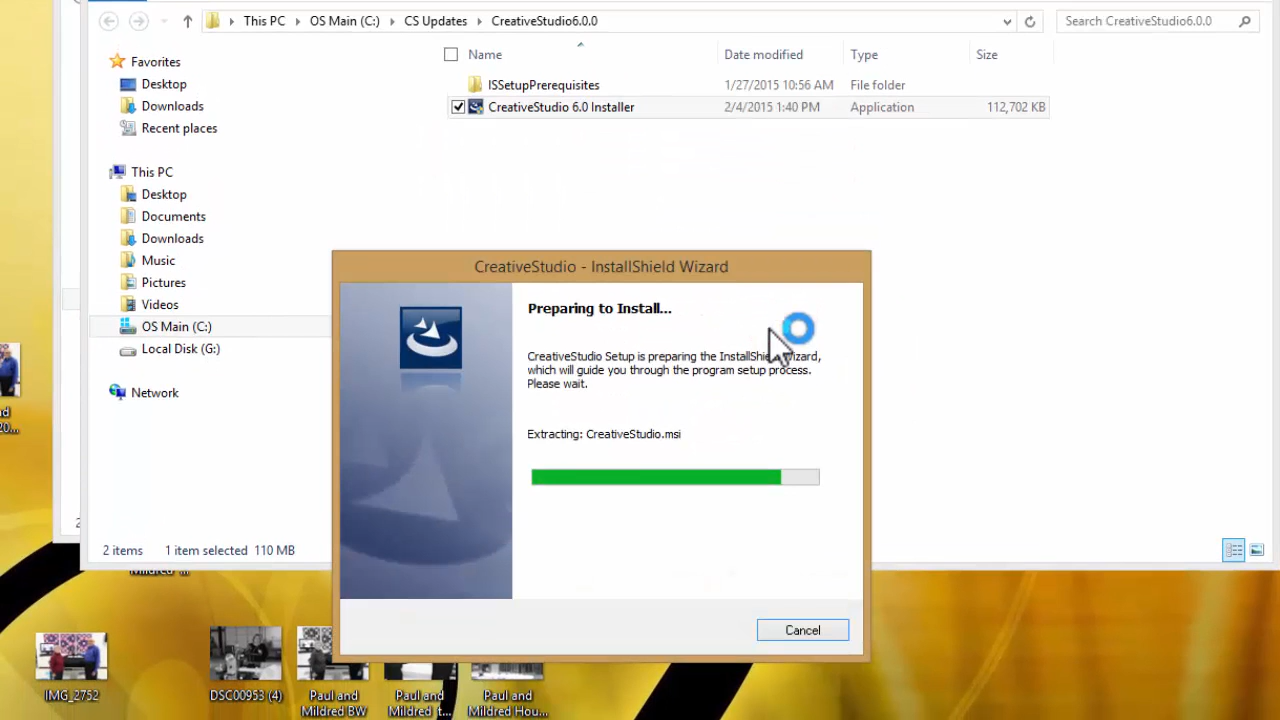 This PC
OS Main (C:)
CS Updates
CreativeStudio6.0.0
Search CreativeStudio6.0.0
Favorites
Desktop
Downloads
Recent places
This PC
Desktop
Documents
Downloads
Music
Pictures
Videos
OS Main (C:)
Local Disk (G:)
Network
Name Date modified Type Size
ISSetupPrerequisites 1/27/2015 10:56 AM File folder
CreativeStudio 6.0 Installer 2/4/2015 1:40 PM Application 112,702 KB
CreativeStudio - InstallShield Wizard
Preparing to Install...
CreativeStudio Setup is preparing the InstallShield Wizard,
which will guide you through the program setup process.
Please wait.
Extracting: CreativeStudio.msi
Cancel
2 items 1 item selected 110 MB
IMG_2752
DSC00953 (4)
Paul and
Mildred BW
Paul and
Mildred_t...
Paul and
Mildred Hou...